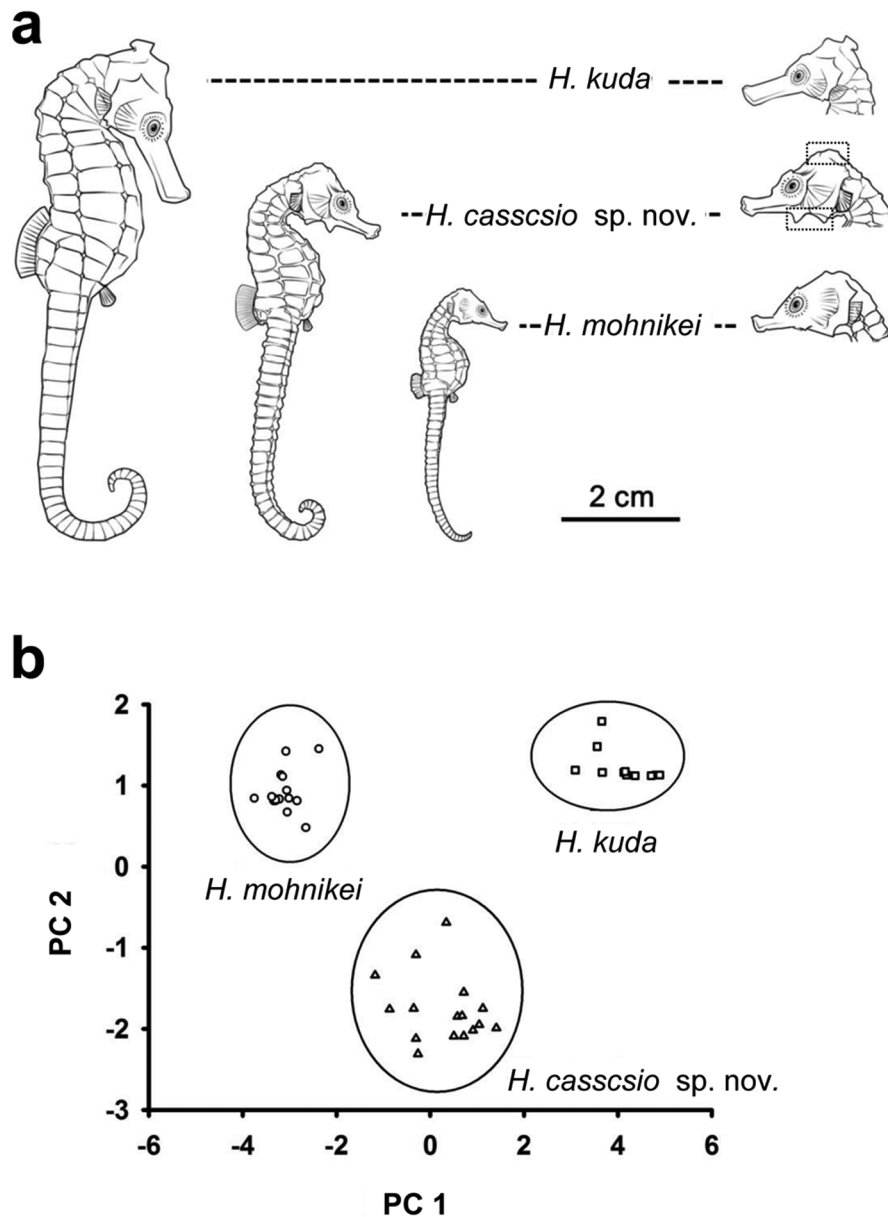 a
H. kuda
H. casscsio sp. nov.
H. mohnikei
2 cm
b
2
1
0
-1
-2
-3
PC 2
H. mohnikei
H. kuda
H. casscsio sp. nov.
-6 -4 -2 0 2 4 6
PC 1